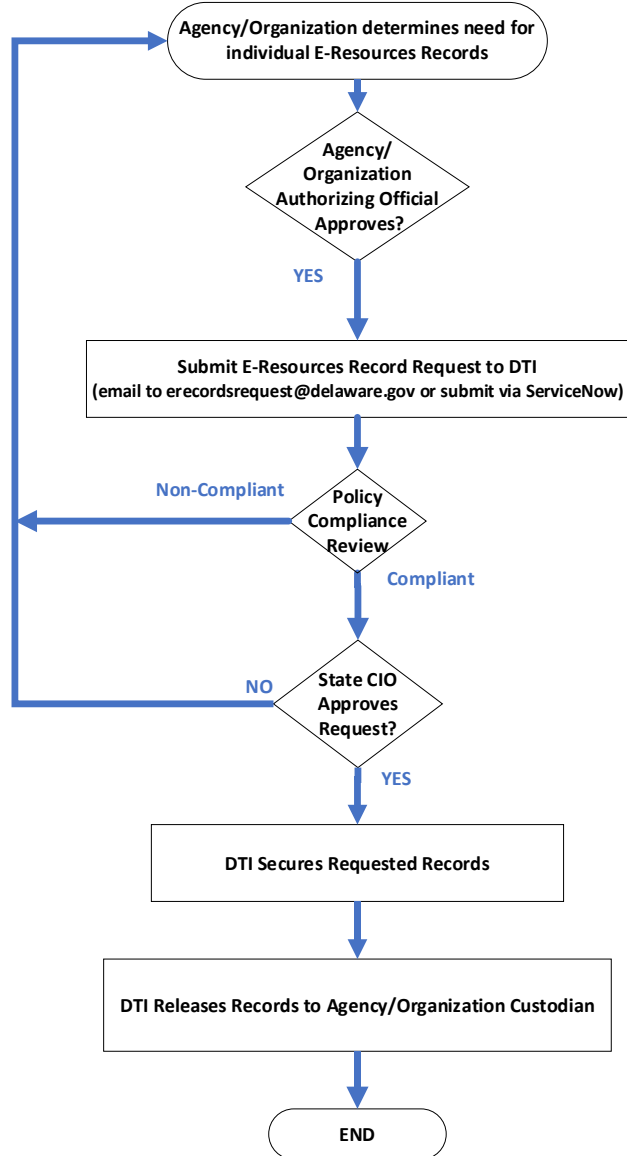 Agency/Organization determines need for
individual E-Resources Records
Agency/
Organization
Authorizing Official
Approves?
YES
Submit E-Resources Record Request to DTI
(email to erecordsrequest@delaware.gov or submit via ServiceNow)
Non-Compliant
Policy
Compliance
Review
Compliant
NO
State CIO
Approves
Request?
YES
DTI Secures Requested Records
DTI Releases Records to Agency/Organization Custodian
END